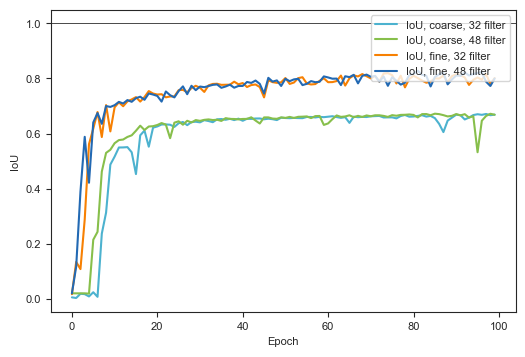 1.0
0.8
0.6
0.4
0.2
0.0
IoU
IoU, coarse, 32 filter
IoU, coarse, 48 filter
IoU, fine, 32 filter
IoU, fine, 48 filter
0 20 40 60 80 100
Epoch